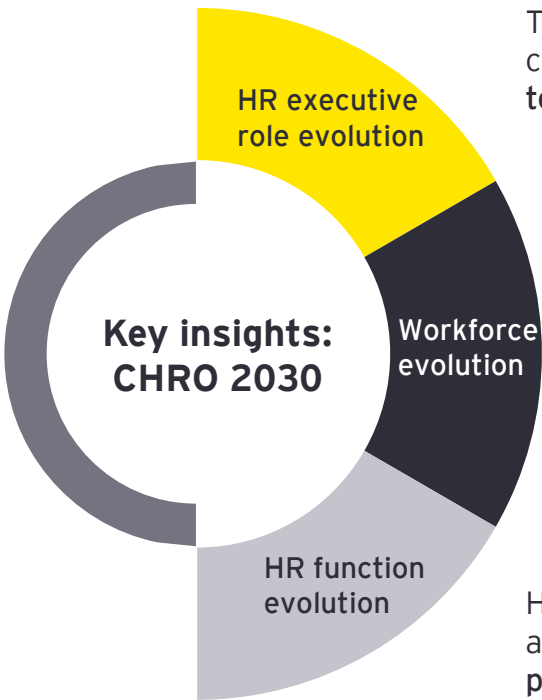 HR executive
role evolution
Key insights:
CHRO 2030
Workforce
evolution
HR function
evolution